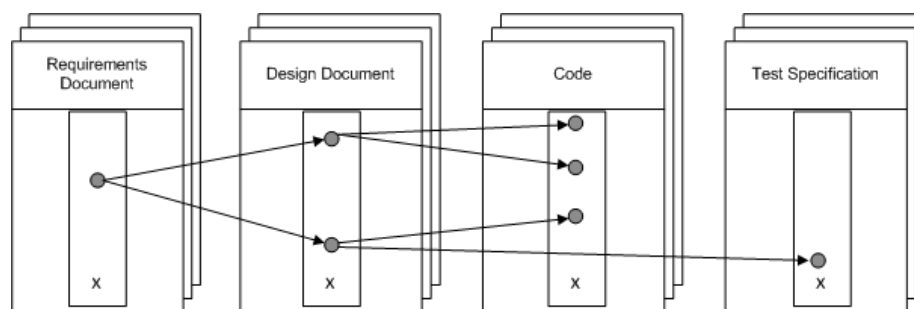 Requirements
Document
Design Document
Code
Test Specification
x
x
x
x